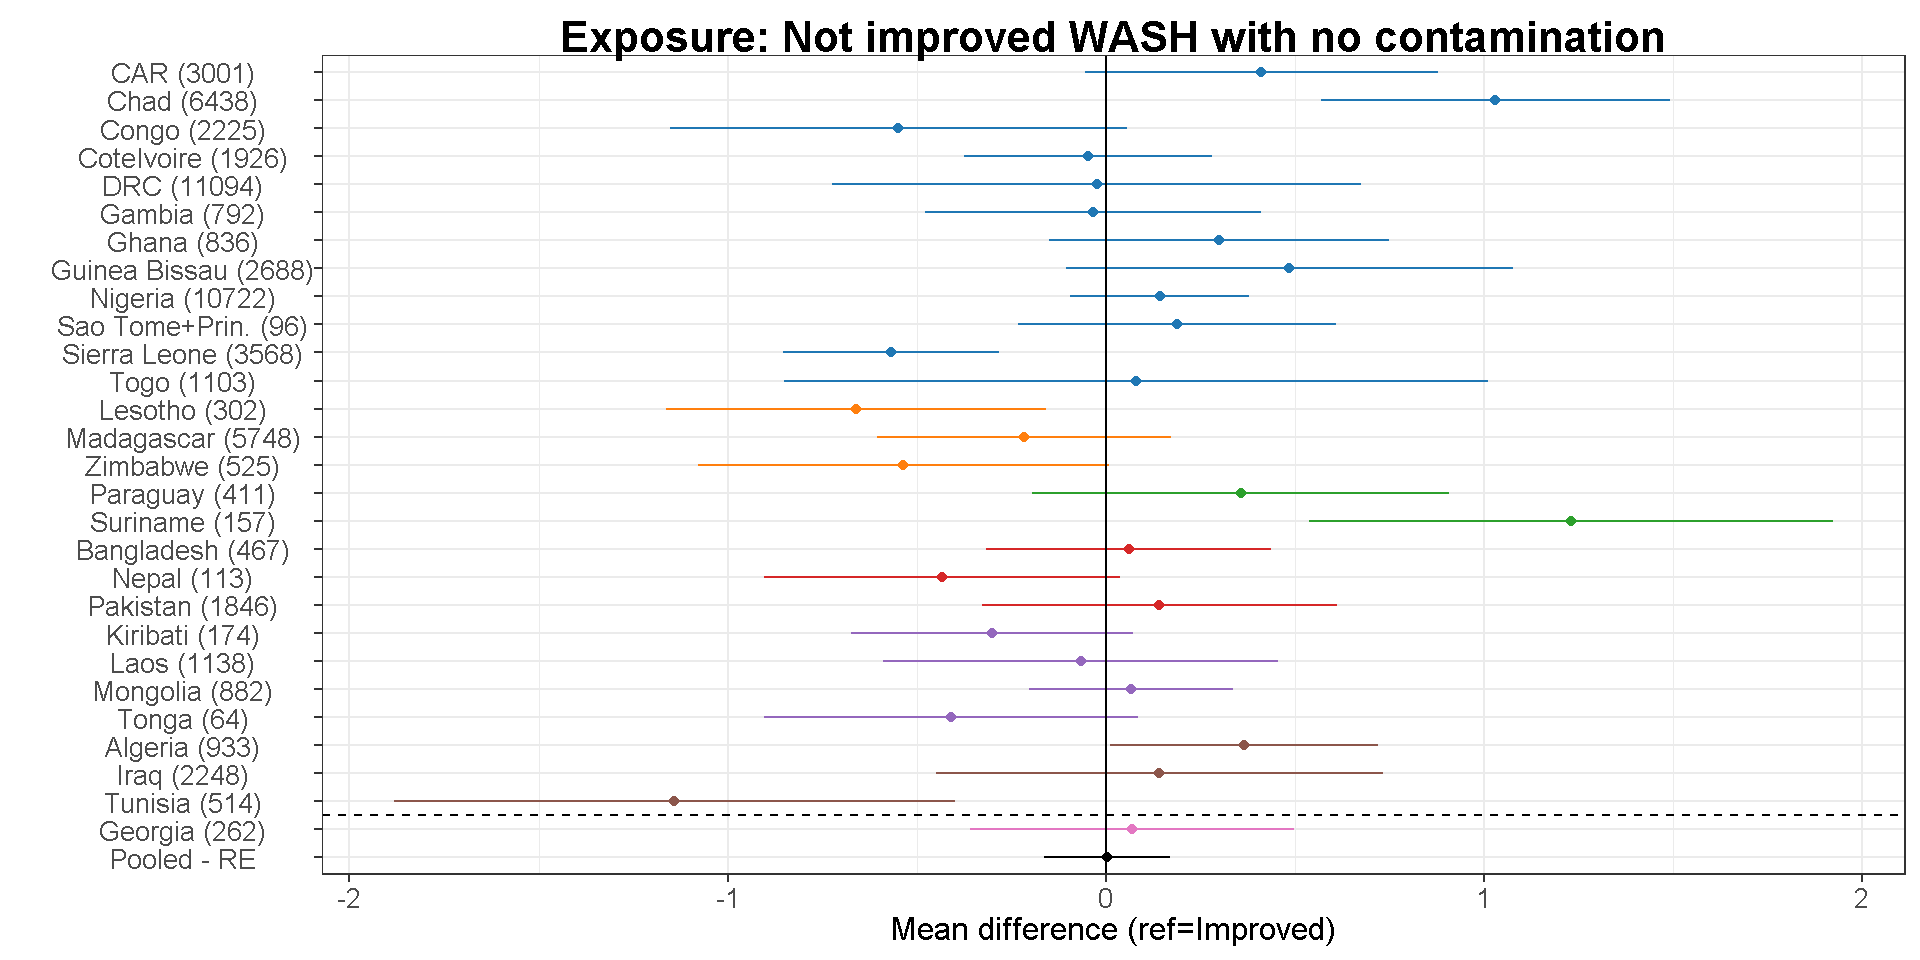 Exposure: Not improved WASH with no contamination
CAR (3001)
Chad (6438)
Congo (2225)
CoteIvoire (1926)
DRC (11094)
Gambia (792)
Ghana (836)
Guinea Bissau (2688)
Nigeria (10722)
Sao Tome+Prin. (96)
Sierra Leone (3568)
Togo (1103)
Lesotho (302)
Madagascar (5748)
Zimbabwe (525)
Paraguay (411)
Suriname (157)
Bangladesh (467)
Nepal (113)
Pakistan (1846)
Kiribati (174)
Laos (1138)
Mongolia (882)
Tonga (64)
Algeria (933)
Iraq (2248)
Tunisia (514)
Georgia (262)
Pooled - RE
-2 -1 0 1 2
Mean difference (ref=Improved)